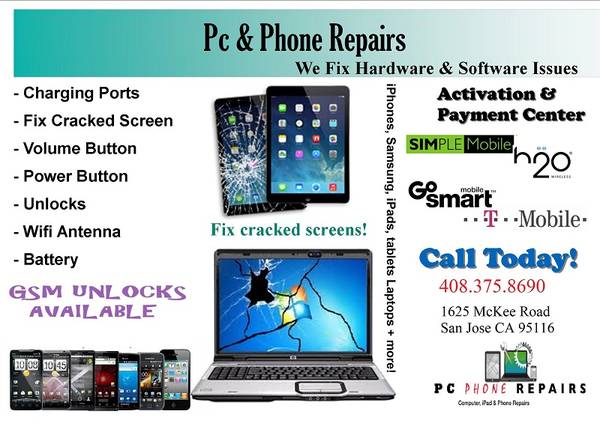 Pc & Phone Repairs
We Fix Hardware & Software Issues
- Charging Ports
- Fix Cracked Screen
- Volume Button
- Power Button
- Unlocks
- Wifi Antenna
- Battery
GSM UNLOCKS
AVAILABLE
Fix cracked screens!
iPhones, Samsung, iPads, tablets Laptops + more!
Activation &
Payment Center
SIMPLE Mobile
h2o
WIRELESS
GoSmart
mobile
T··Mobile·
Call Today!
408.375.8690
1625 McKee Road
San Jose CA 95116
PC PHONE REPAIRS
Computer, iPad & Phone Repairs